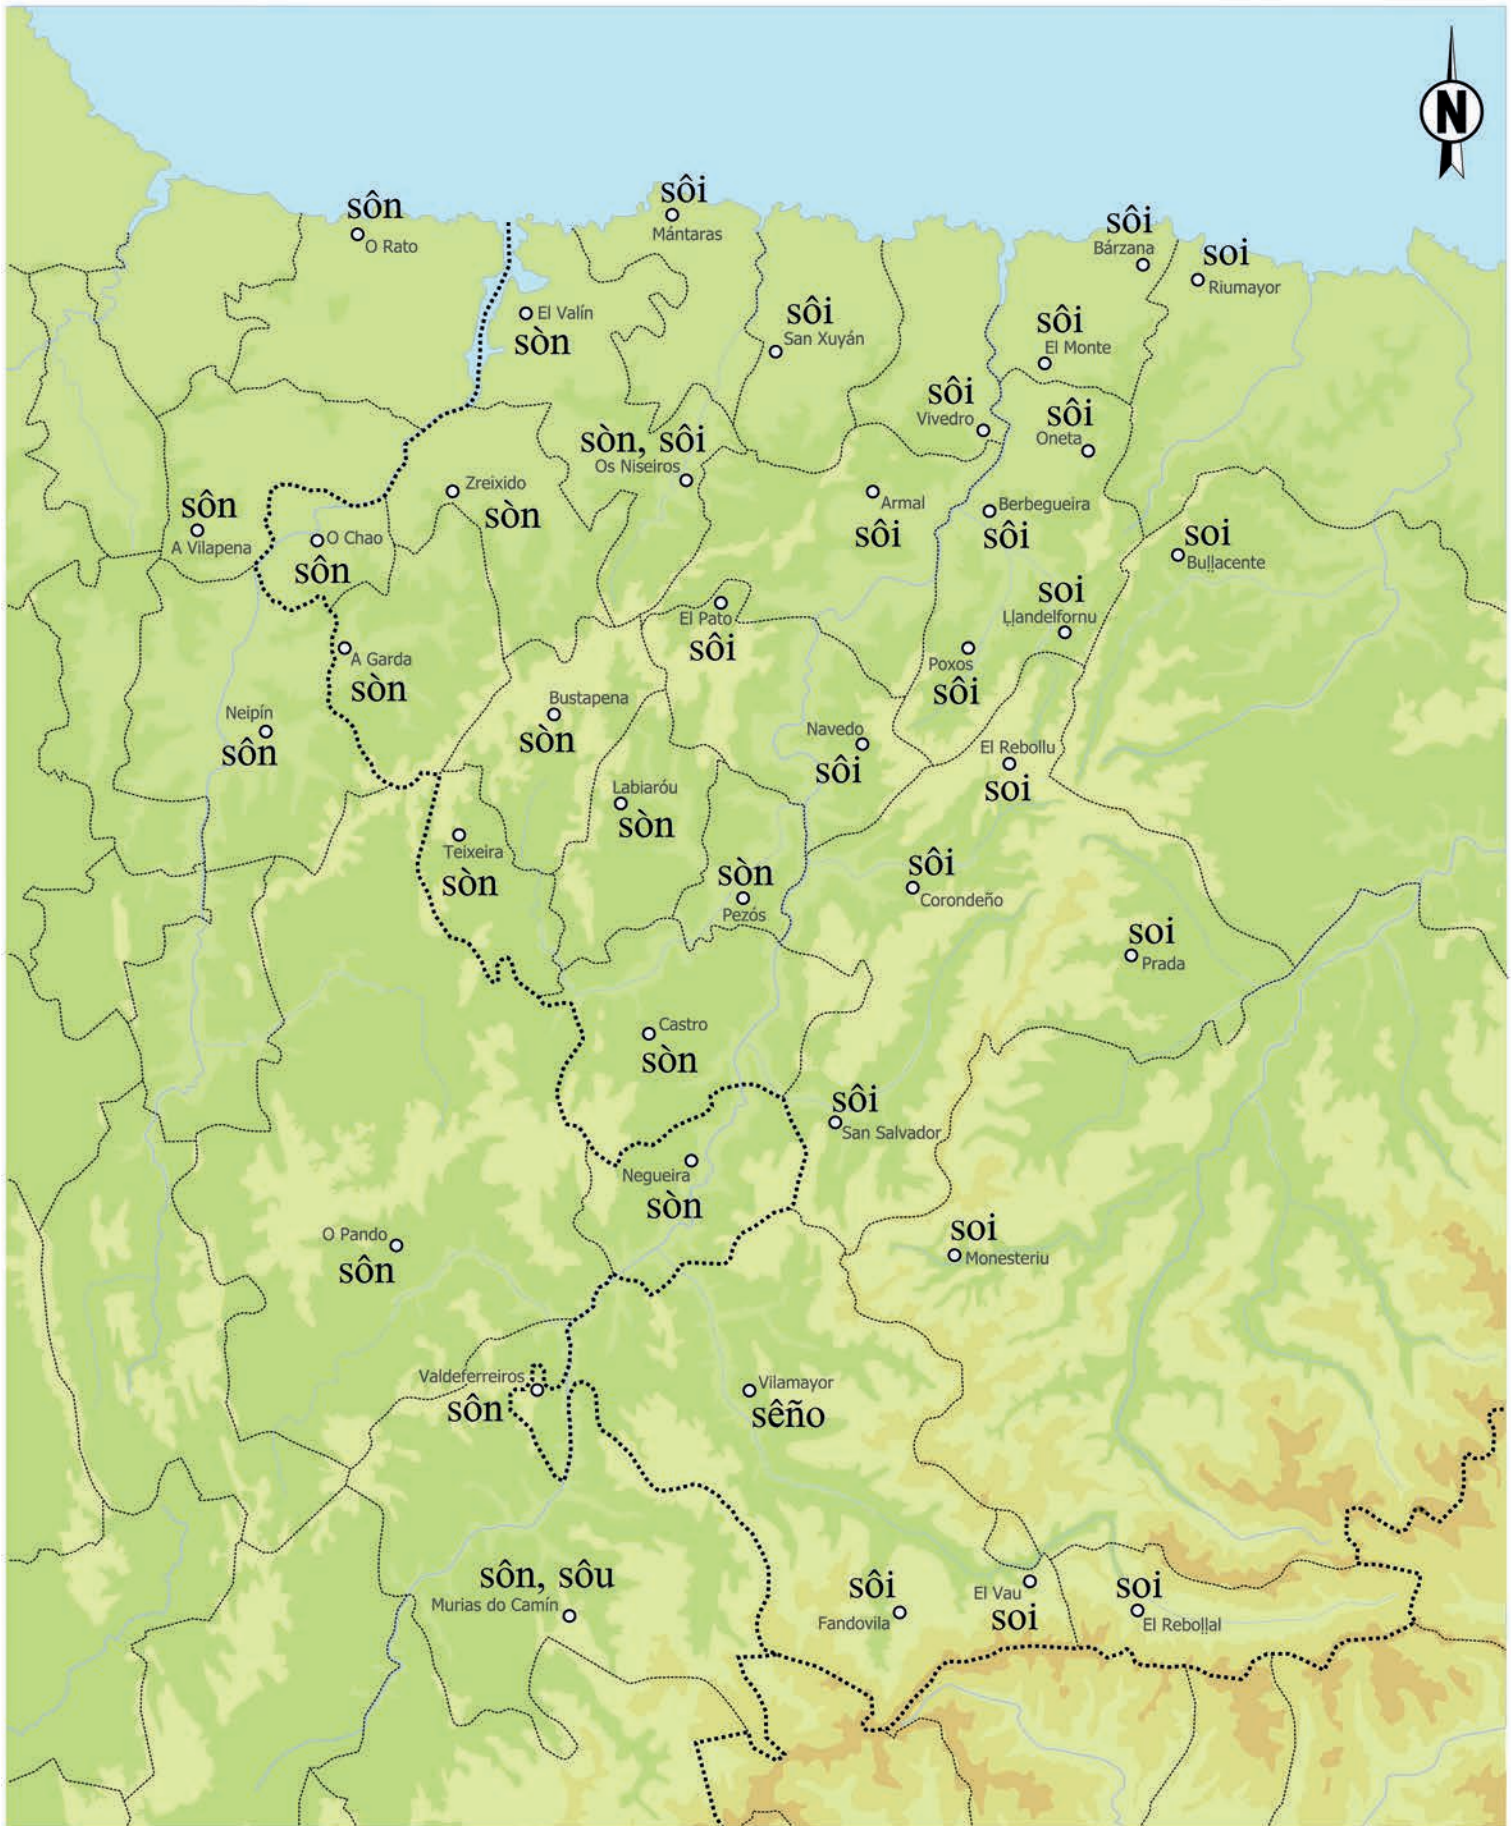 N
sôn
O Rato
sôi
Mántaras
sôi
Bárzana
soi
Riumayor
El Valín
sòn
sôi
San Xuyán
sôi
El Monte
sôi
Vivedro
sôi
Oneta
sòn, sôi
Os Niseiros
Zreixido
sòn
sôn
A Vilapena
O Chao
sôn
Armal
sôi
Berbegueira
sôi
soi
Buḷḷacente
soi
Ḷḷandelfornu
El Pato
sôi
A Garda
sòn
Poxos
sôi
Bustapena
sòn
Neipín
sôn
Navedo
sôi
El Rebollu
soi
Labiaróu
sòn
Teixeira
sòn
sòn
Pezós
sôi
Corondeño
soi
Prada
Castro
sòn
sôi
San Salvador
Negueira
sòn
O Pando
sôn
soi
Monesteriu
Valdeferreiros
sôn
Vilamayor
sêño
sôn, sôu
Murias do Camín
sôi
Fandovila
El Vau
soi
soi
El Reboḷḷal